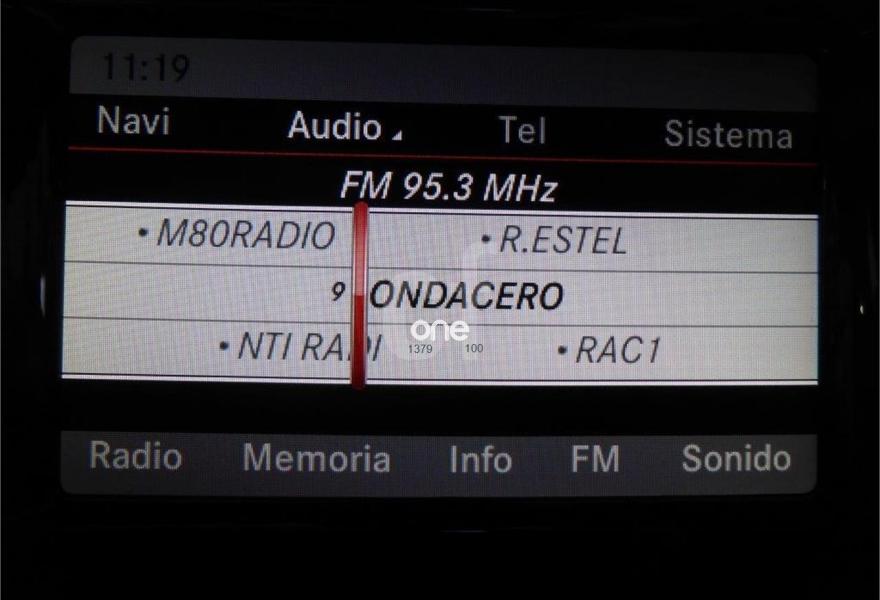 11:19
Navi Audio Tel Sistema
FM 95.3 MHz
• M80RADIO • R.ESTEL
9 ONDACERO
one
1379 100
• NTI RADI • RAC1
Radio Memoria Info FM Sonido